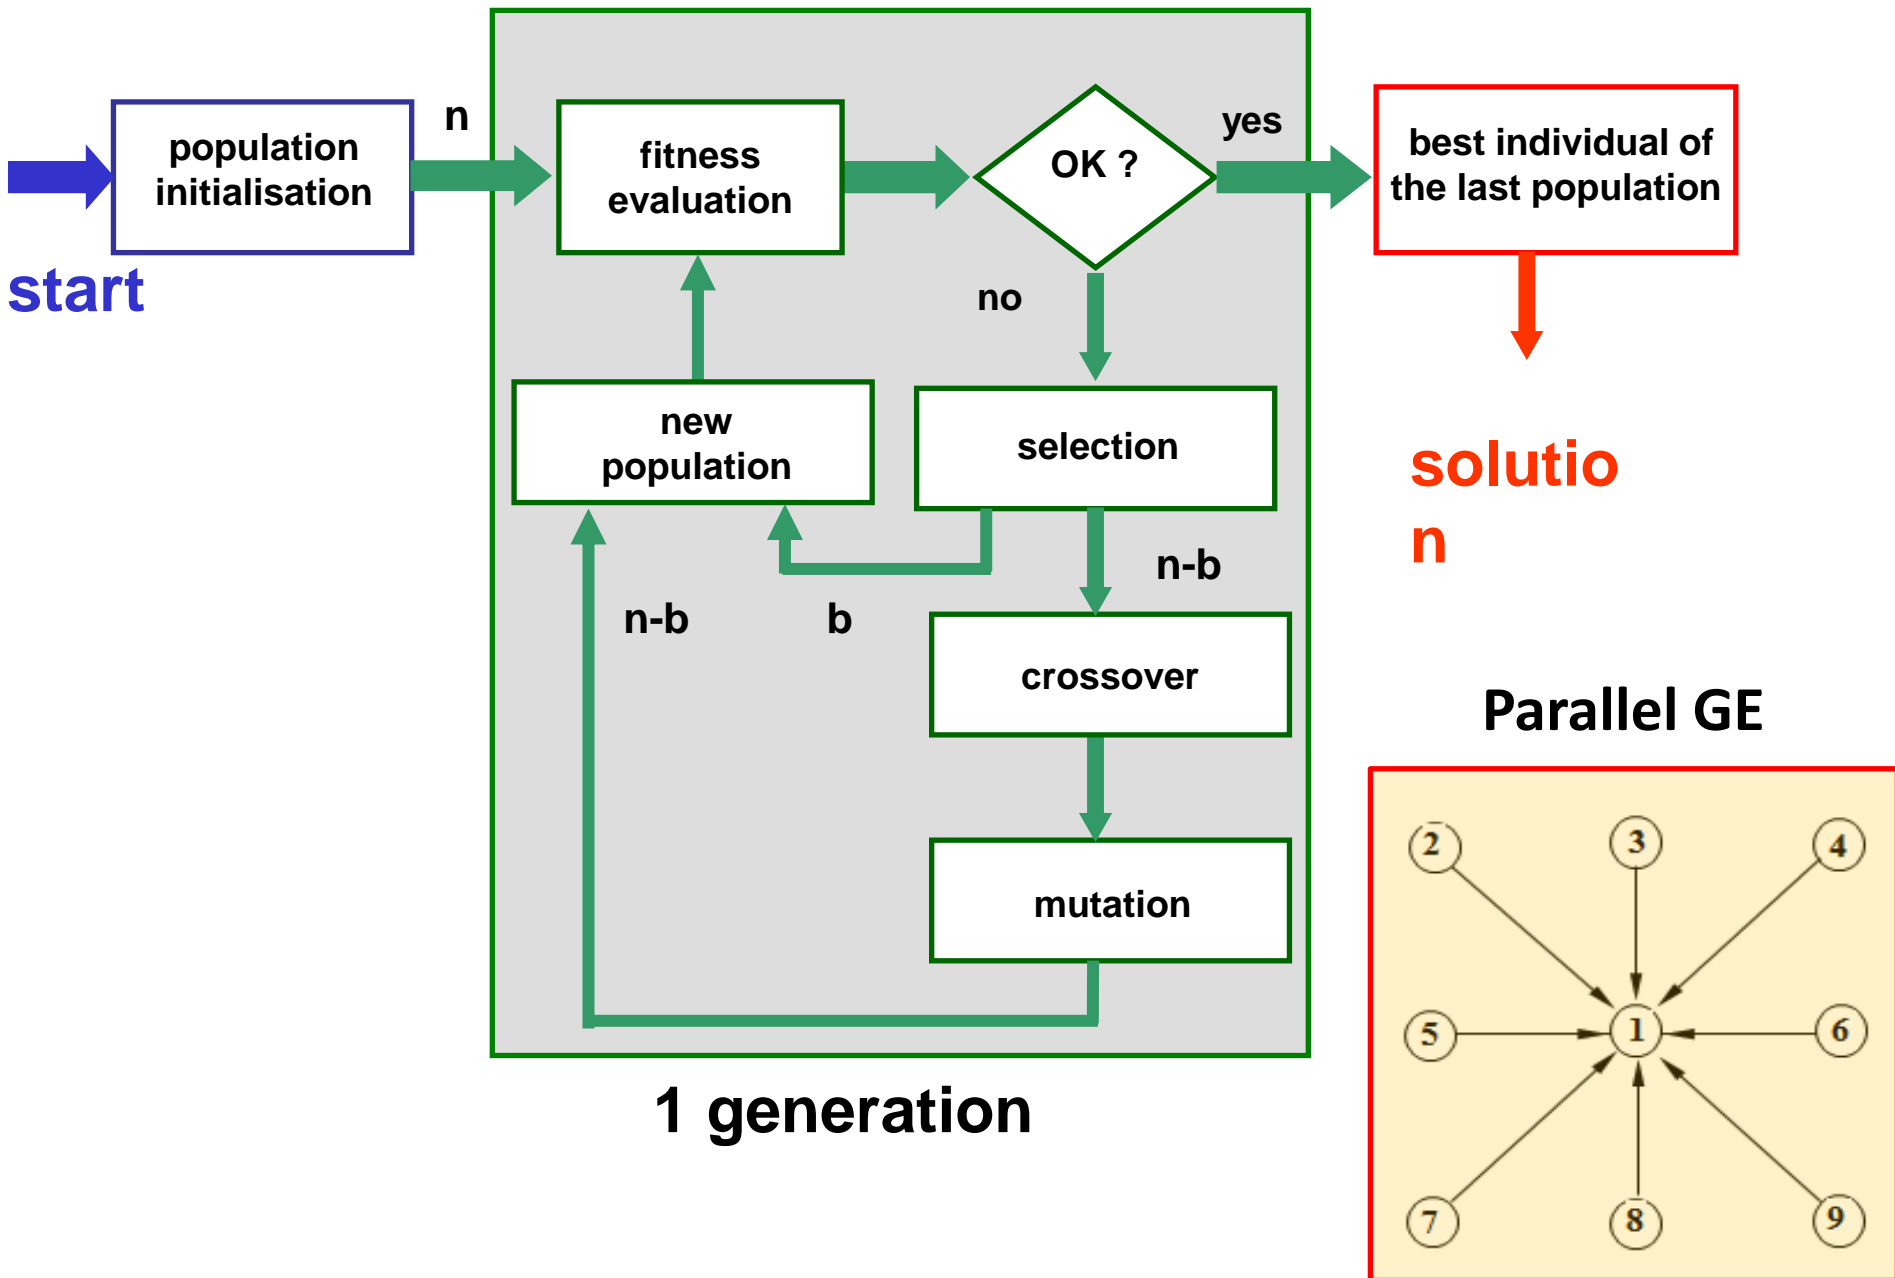 start
population
initialisation
n
fitness
evaluation
OK ?
yes
best individual of
the last population
no
new
population
selection
solutio
n
n-b
b
n-b
crossover
mutation
1 generation
Parallel GE
2
3
4
5
1
6
7
8
9